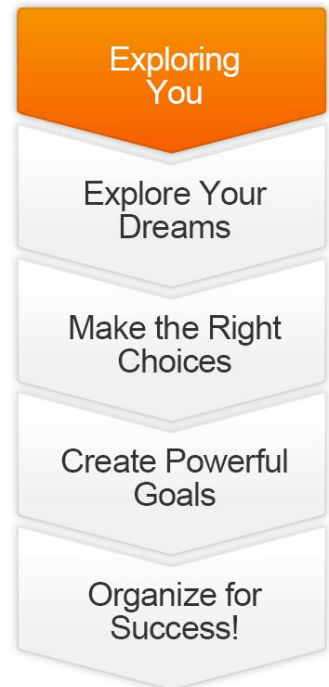 Exploring
You
Explore Your
Dreams
Make the Right
Choices
Create Powerful
Goals
Organize for
Success!